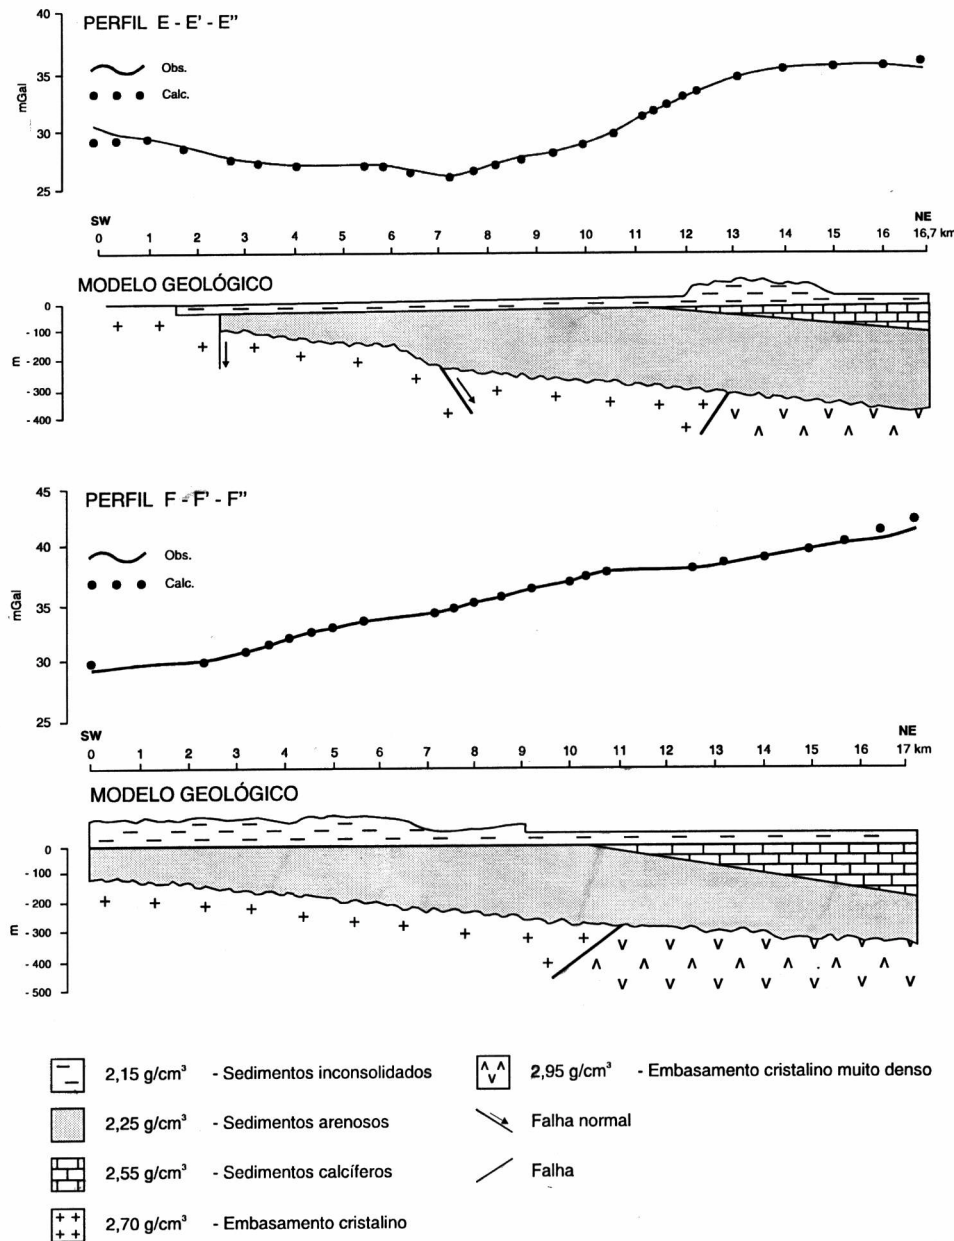 40
PERFIL E - E' - E"
35
Obs.
Calc.
mGal
30
25
SW NE
0 1 2 3 4 5 6 7 8 9 10 11 12 13 14 15 16 16,7 km
MODELO GEOLÓGICO
0
- 100
m - 200
- 300
- 400
45
PERFIL F - F' - F"
40
Obs.
Calc.
mGal
35
30
25
SW NE
0 1 2 3 4 5 6 7 8 9 10 11 12 13 14 15 16 17 km
MODELO GEOLÓGICO
0
- 100
- 200
m - 300
- 400
- 500
2,15 g/cm³ - Sedimentos inconsolidados
2,95 g/cm³ - Embasamento cristalino muito denso
2,25 g/cm³ - Sedimentos arenosos
Falha normal
2,55 g/cm³ - Sedimentos calcíferos
Falha
2,70 g/cm³ - Embasamento cristalino